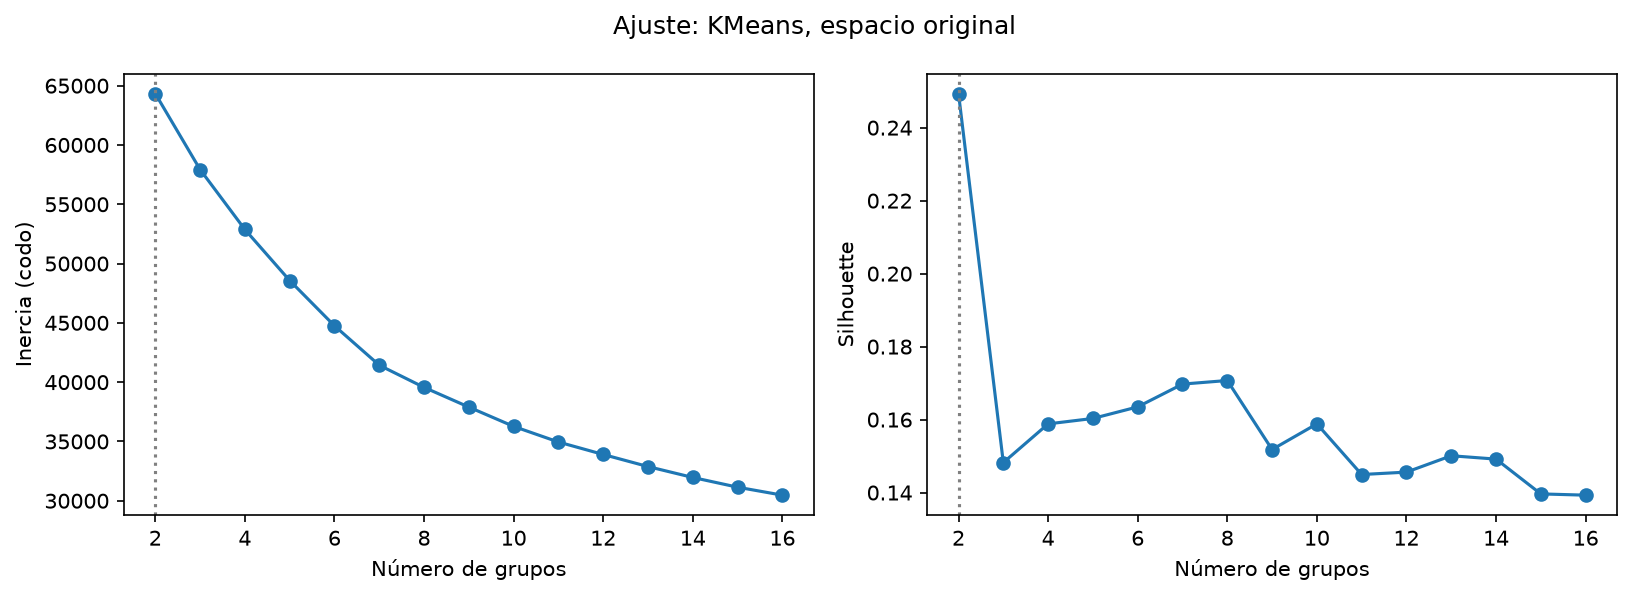 Ajuste: KMeans, espacio original
Inercia (codo)
65000
60000
55000
50000
45000
40000
35000
30000
2 4 6 8 10 12 14 16
Número de grupos
Silhouette
0.24
0.22
0.20
0.18
0.16
0.14
2 4 6 8 10 12 14 16
Número de grupos